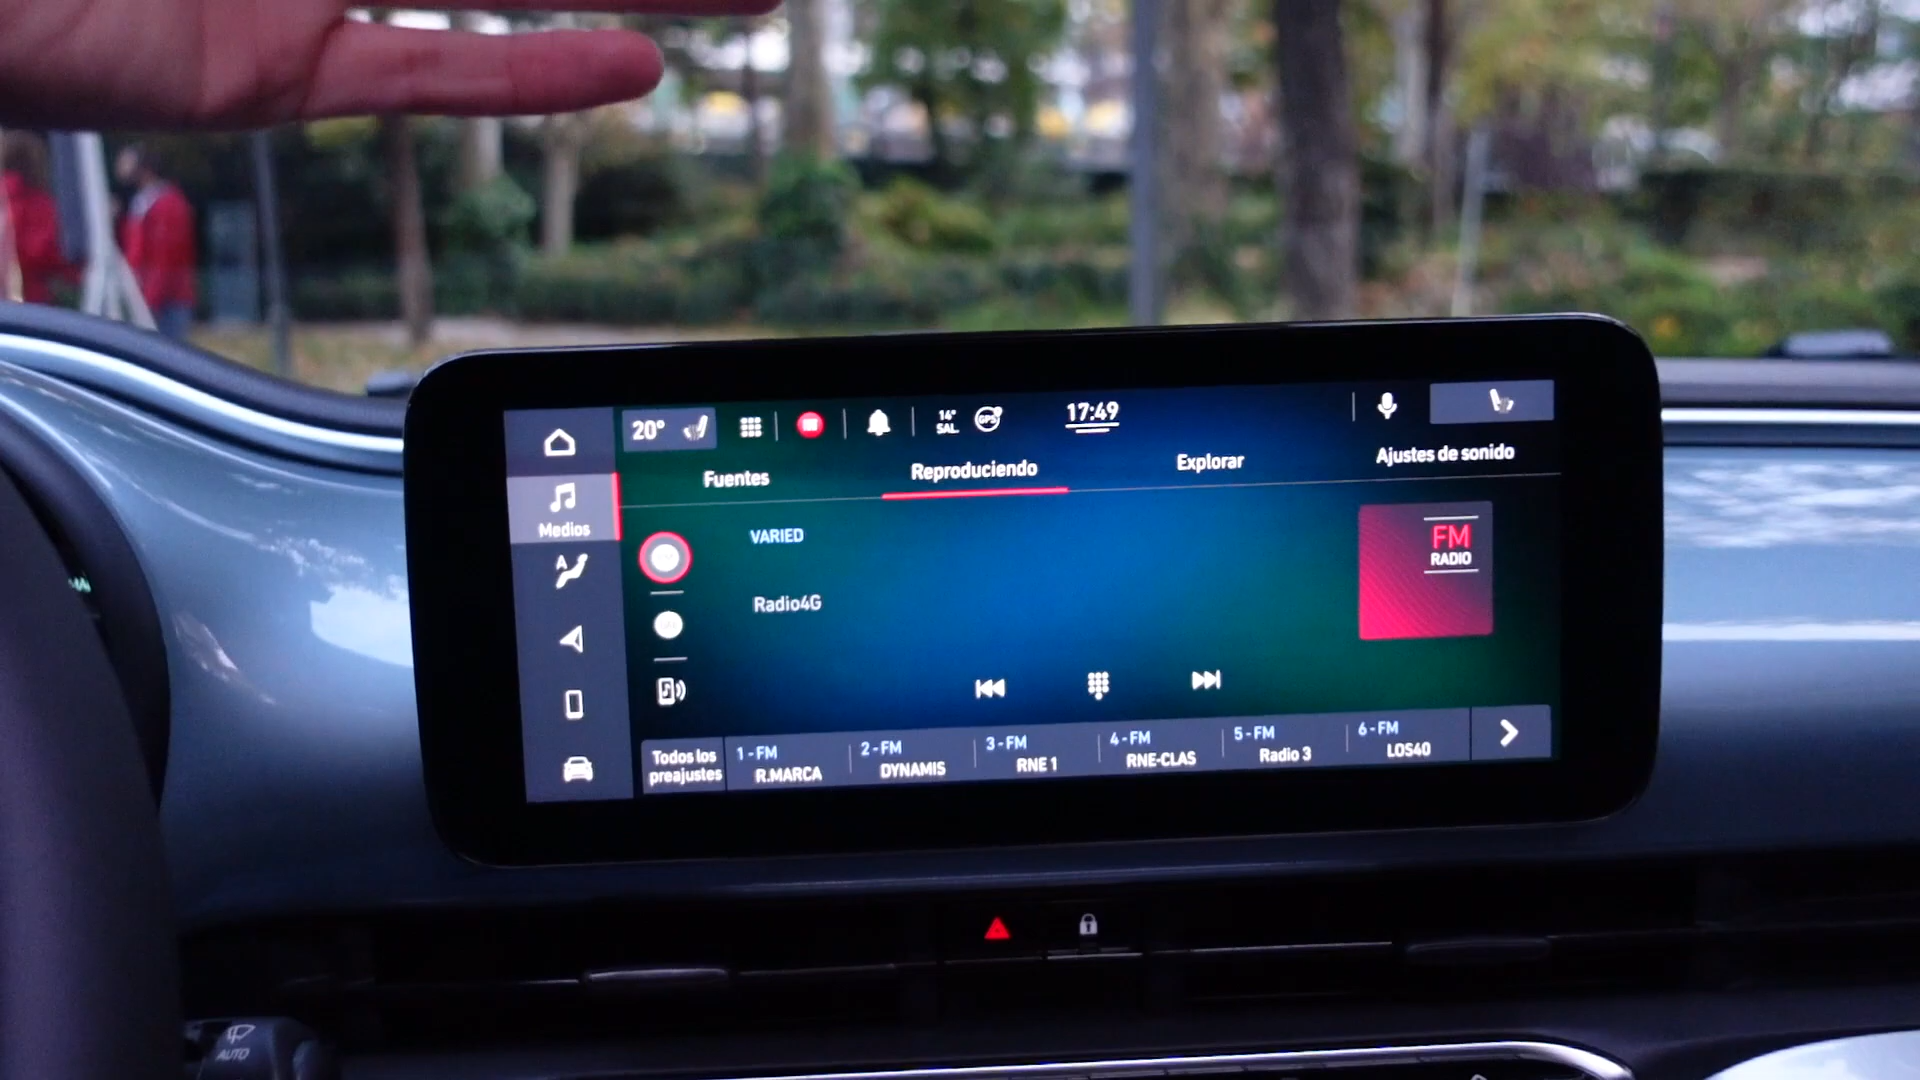 20°
14°
SAL
GPS
17:49
Fuentes
Reproduciendo
Explorar
Ajustes de sonido
Medios
A
VARIED
Radio4G
FM
RADIO
Todos los
preajustes
1-FM
R.MARCA
2-FM
DYNAMIS
3-FM
RNE 1
4-FM
RNE-CLAS
5-FM
Radio 3
6-FM
LOS40
AUTO